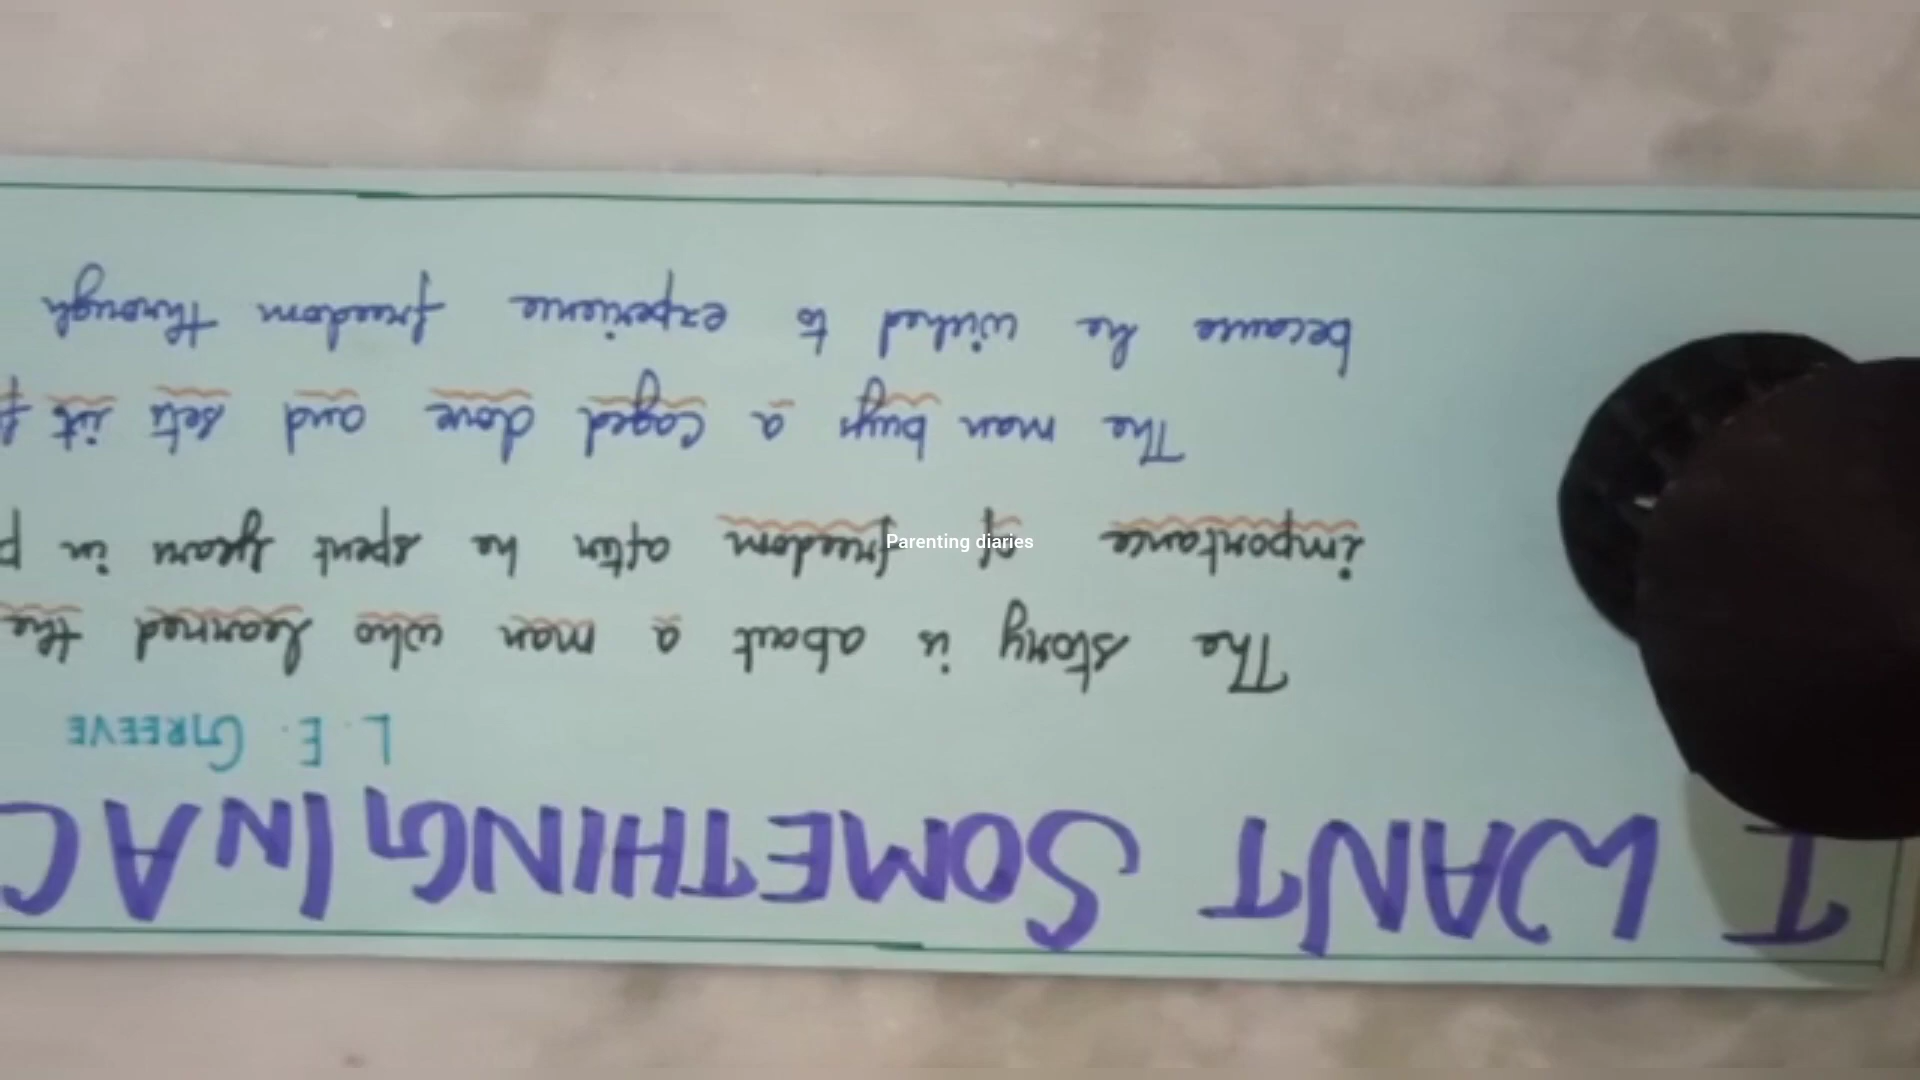 I WANT SOMETHING IN A C
L. E. GREEVE
The story is about a man who learned the
importance of freedom after he spent years in p
The man buys a caged dove and sets it f
because he wished to experience freedom through
Parenting diaries